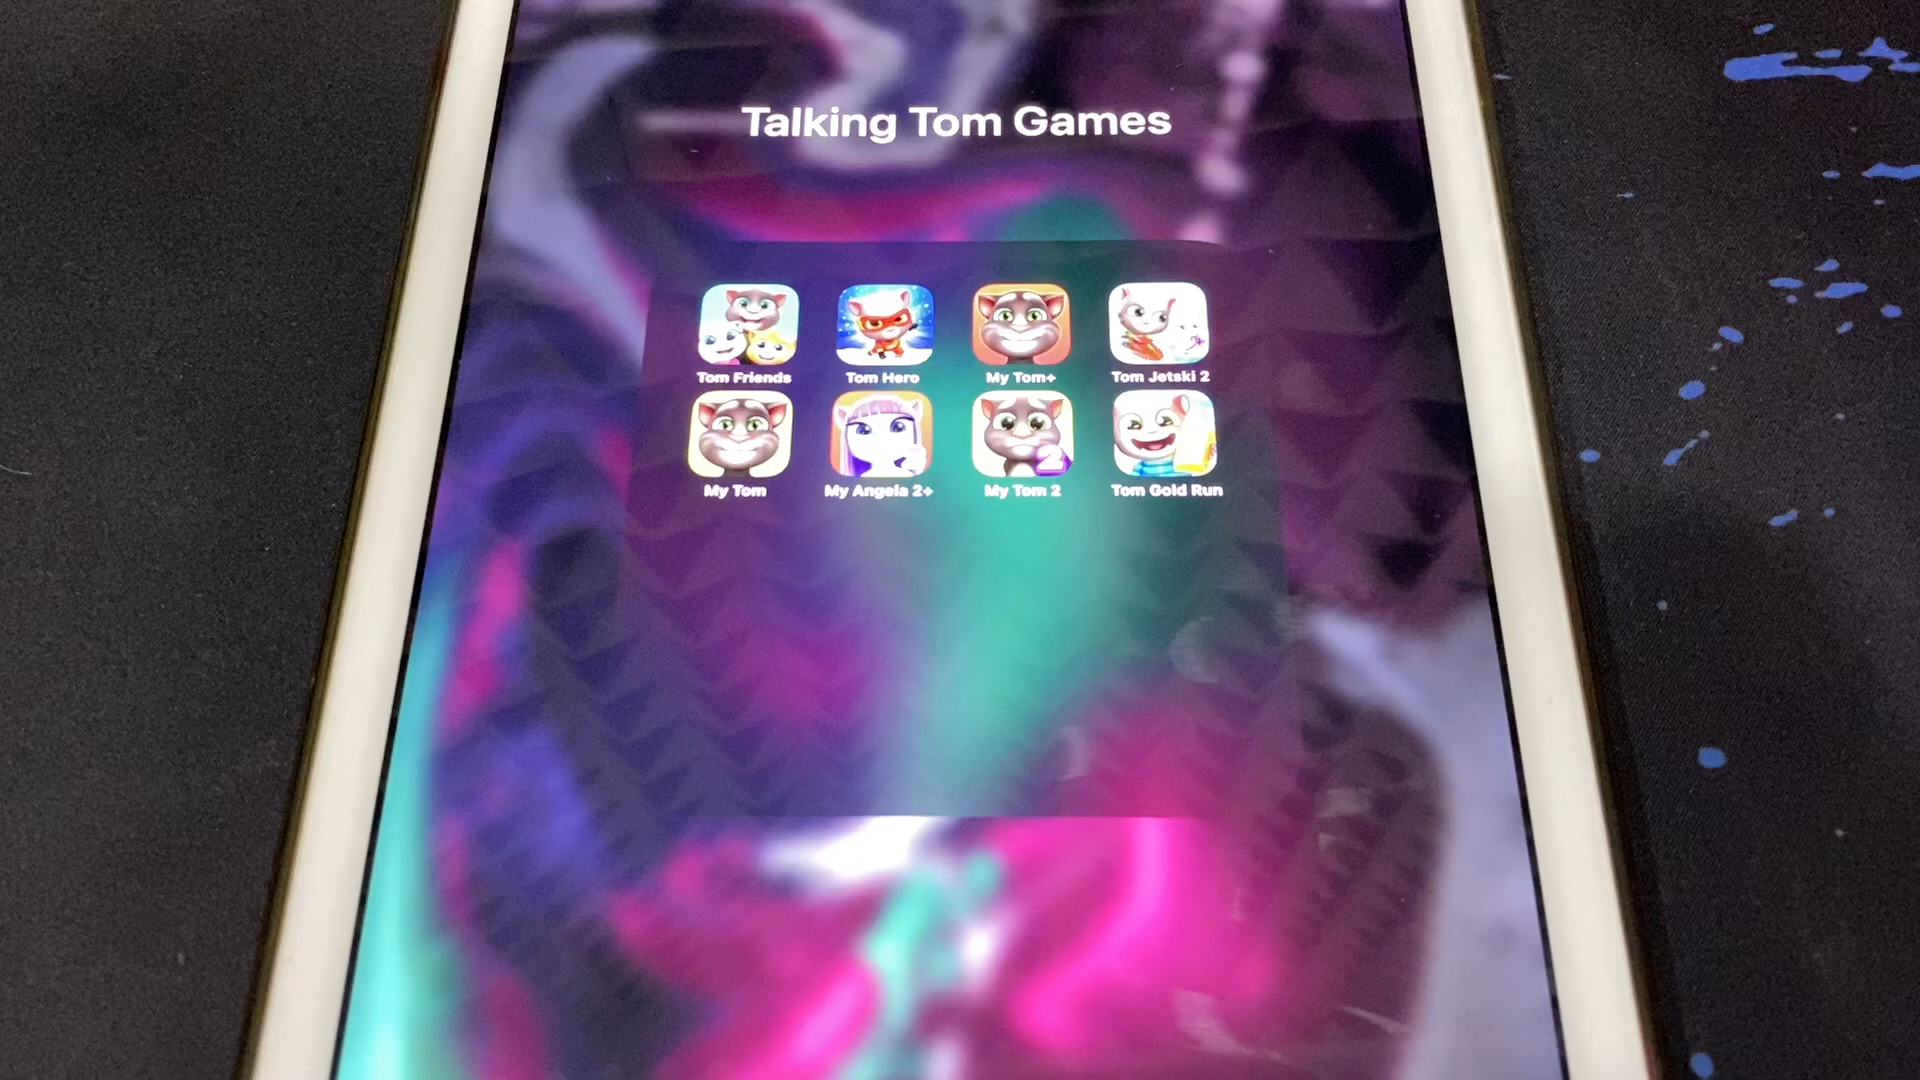 Talking Tom Games
Tom Friends Tom Hero My Tom+ Tom Jetski 2
2
My Tom My Angela 2+ My Tom 2 Tom Gold Run